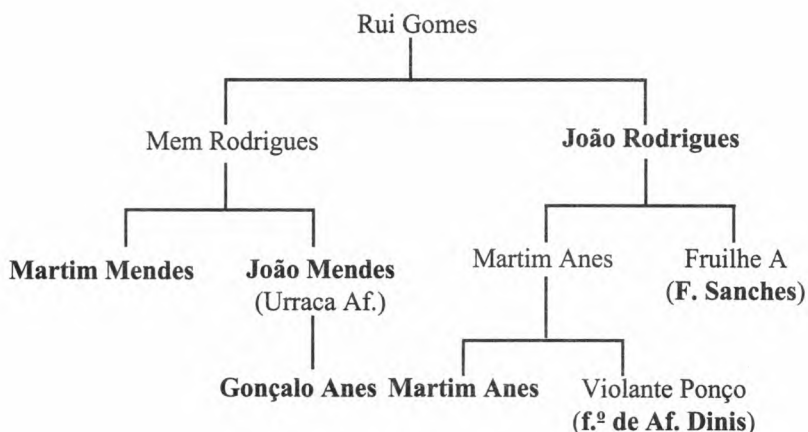 Rui Gomes
Mem Rodrigues
João Rodrigues
Martim Mendes
João Mendes
(Urraca Af.)
Martim Anes
Fruilhe A
(F. Sanches)
Gonçalo Anes
Martim Anes
Violante Ponço
(f.º de Af. Dinis)